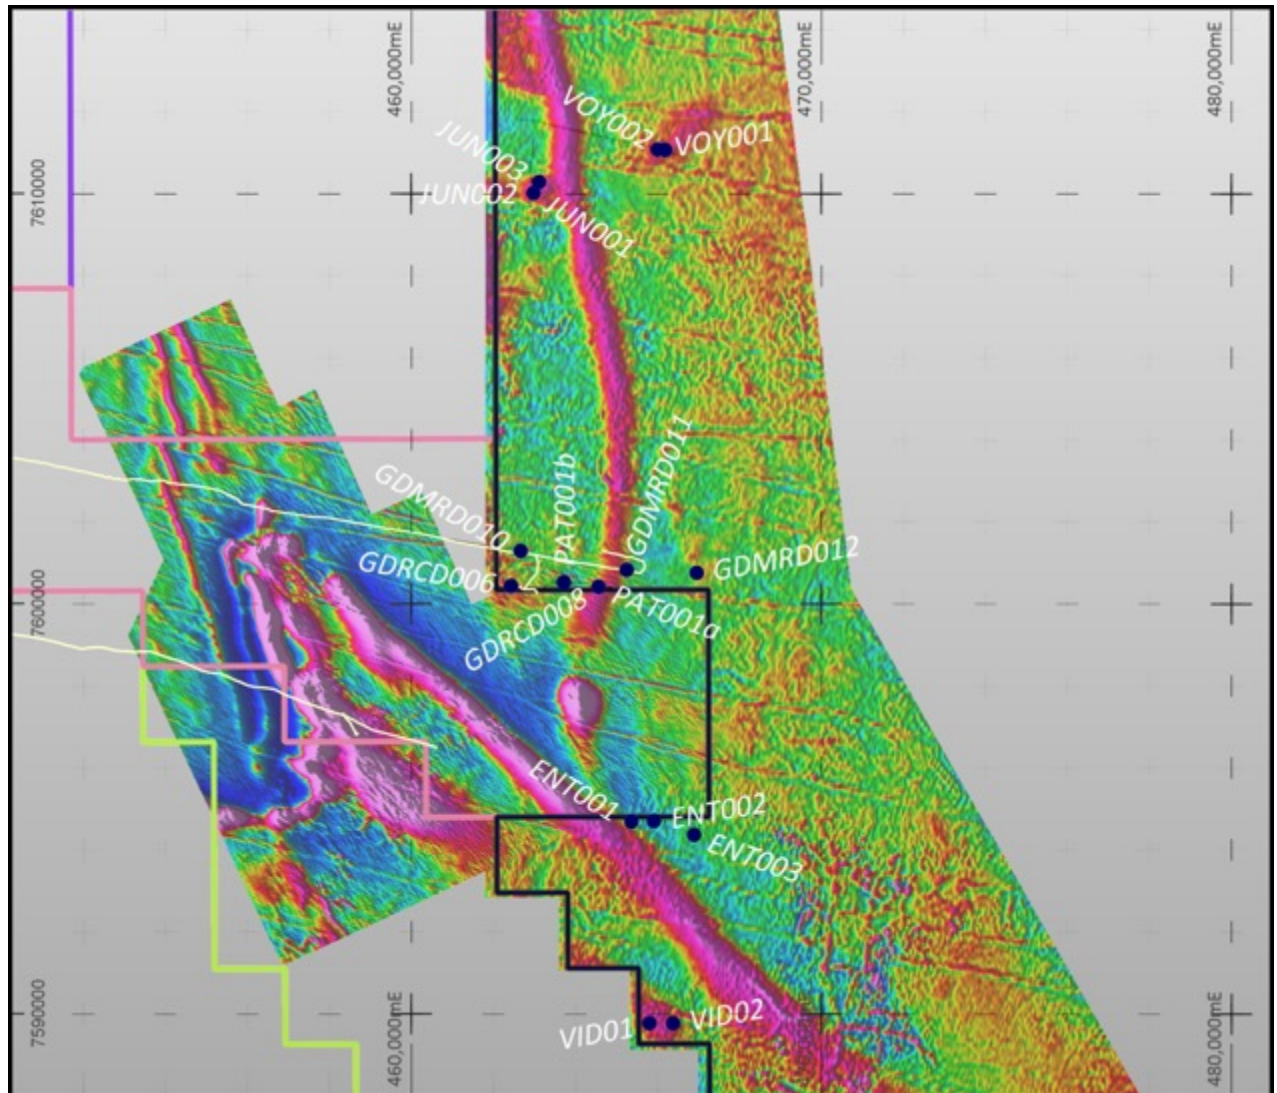 460,000mE
470,000mE
480,000mE
VOY002
VOY001
JUN003
JUN002
JUN001
7610000
GDMRD011
PAT001b
GDMRD010
GDMRD012
GDRCD006
PAT001a
GDRCD008
7600000
ENT001
ENT002
ENT003
7590000
VID01
VID02
460,000mE
480,000mE